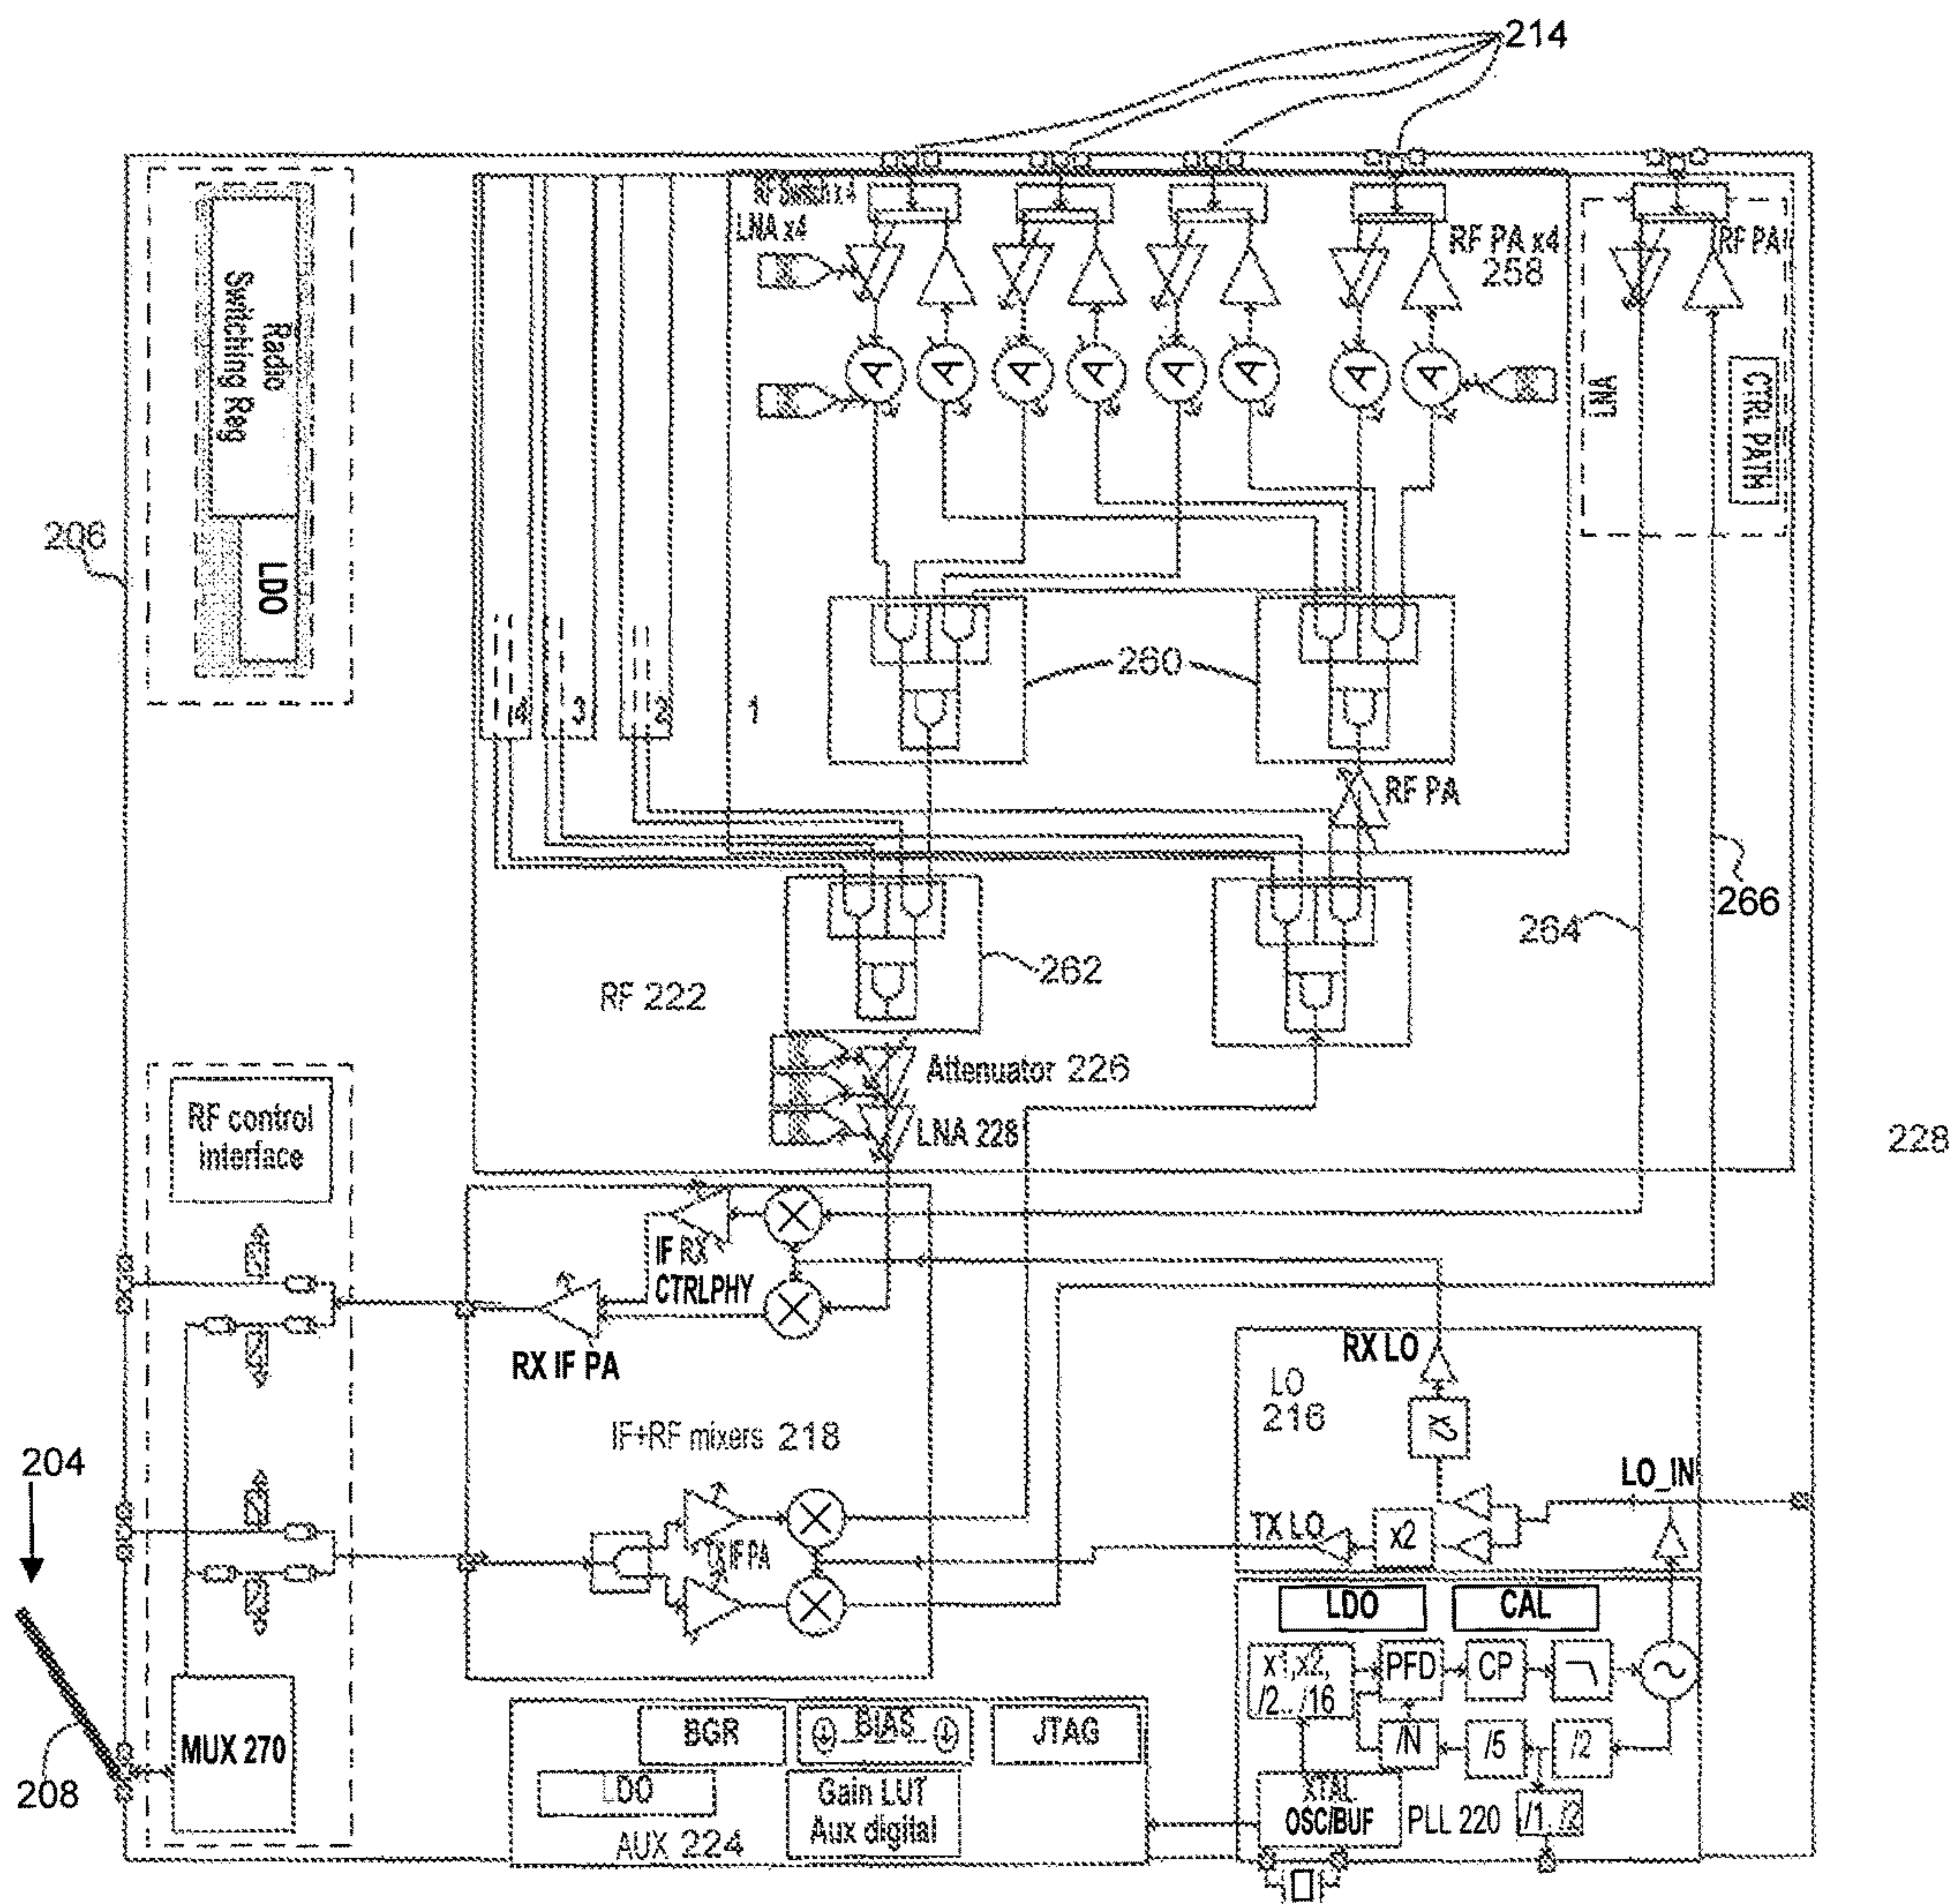 214
RF Switch x 4
LNA x4
RF PA x4
258
RF PA
Radio
Switching Reg
LDO
A
A
A
A
A
A
A
A
LNA
CTRL PATH
206
4
3
2
1
260
RF PA
266
264
262
RF 222
Attenuator 226
LNA 228
228
RF control
interface
IF RX
CTRLPHY
RX IF PA
RX LO
LO
216
x2
IF+RF mixers 218
204
LO_IN
TX LO
x2
TX IF PA
LDO
CAL
x1,x2,
/2.. /16
PFD
CP
MUX 270
BGR
BIAS
JTAG
/N
/5
/2
208
LDO
Gain LUT
Aux digital
XTAL
OSC/BUF
PLL 220
/1, /2
AUX 224